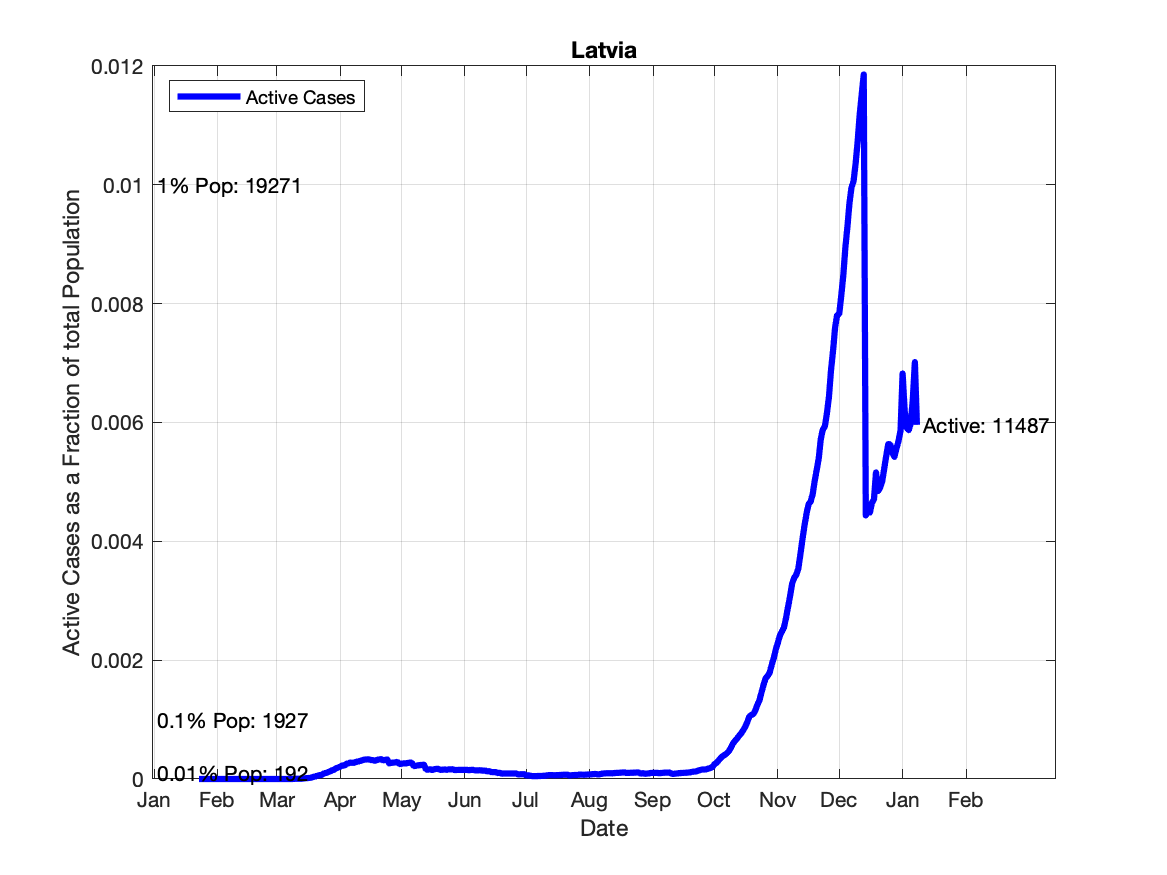 Latvia
0.012
Active Cases
0.01
1% Pop: 19271
0.008
0.006
Active: 11487
0.004
0.002
0.1% Pop: 1927
0.01% Pop: 192
0
Jan Feb Mar Apr May Jun Jul Aug Sep Oct Nov Dec Jan Feb
Date
Active Cases as a Fraction of total Population